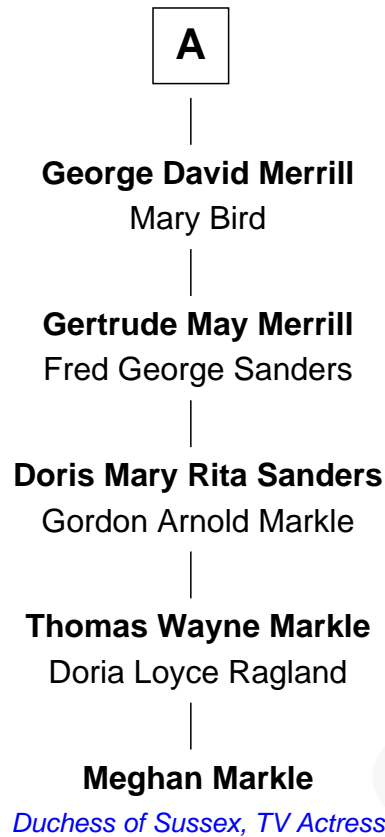 A
George David Merrill
Mary Bird
Gertrude May Merrill
Fred George Sanders
Doris Mary Rita Sanders
Gordon Arnold Markle
Thomas Wayne Markle
Doria Loyce Ragland
Meghan Markle
Duchess of Sussex, TV Actress